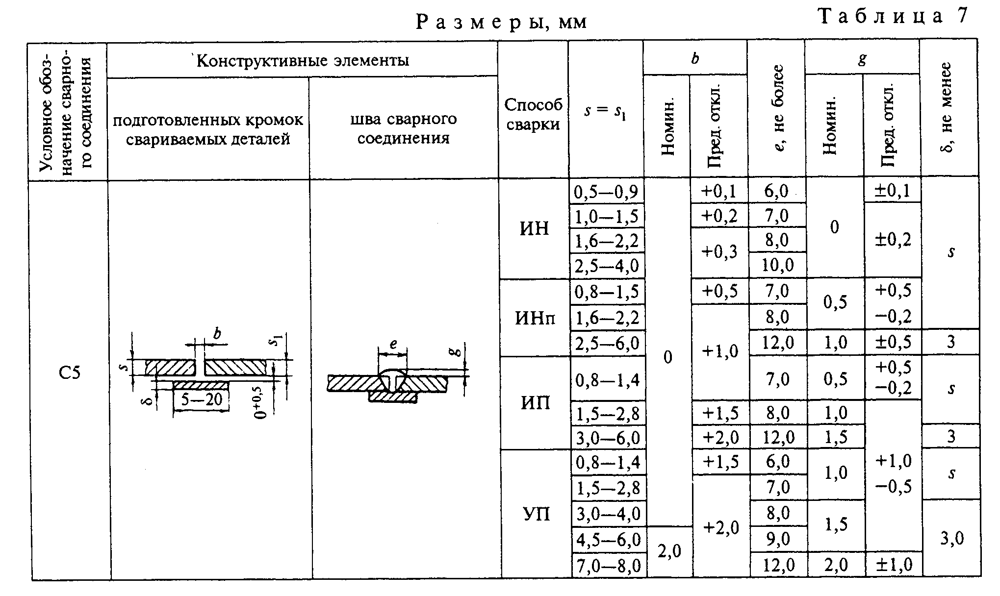 Размеры, мм
Таблица 7
Условное обоз-
начение сварно-
го соединения
Конструктивные элементы
подготовленных кромок
свариваемых деталей
шва сварного
соединения
Способ
сварки
s = s1
b
Номин.
Пред. откл.
e, не более
g
Номин.
Пред. откл.
δ, не менее
С5
b
s
s1
δ
5—20
0+0,5
e
g
ИН
0,5—0,9
0
+0,1
6,0
0
±0,1
s
1,0—1,5
+0,2
7,0
±0,2
1,6—2,2
+0,3
8,0
2,5—4,0
10,0
ИНп
0,8—1,5
+0,5
7,0
0,5
+0,5
−0,2
1,6—2,2
+1,0
8,0
2,5—6,0
12,0
1,0
±0,5
3
ИП
0,8—1,4
7,0
0,5
+0,5
−0,2
s
1,5—2,8
+1,5
8,0
1,0
+1,0
−0,5
3,0—6,0
+2,0
12,0
1,5
3
УП
0,8—1,4
+1,5
6,0
1,0
s
1,5—2,8
+2,0
7,0
3,0—4,0
8,0
1,5
3,0
4,5—6,0
2,0
9,0
7,0—8,0
12,0
2,0
±1,0